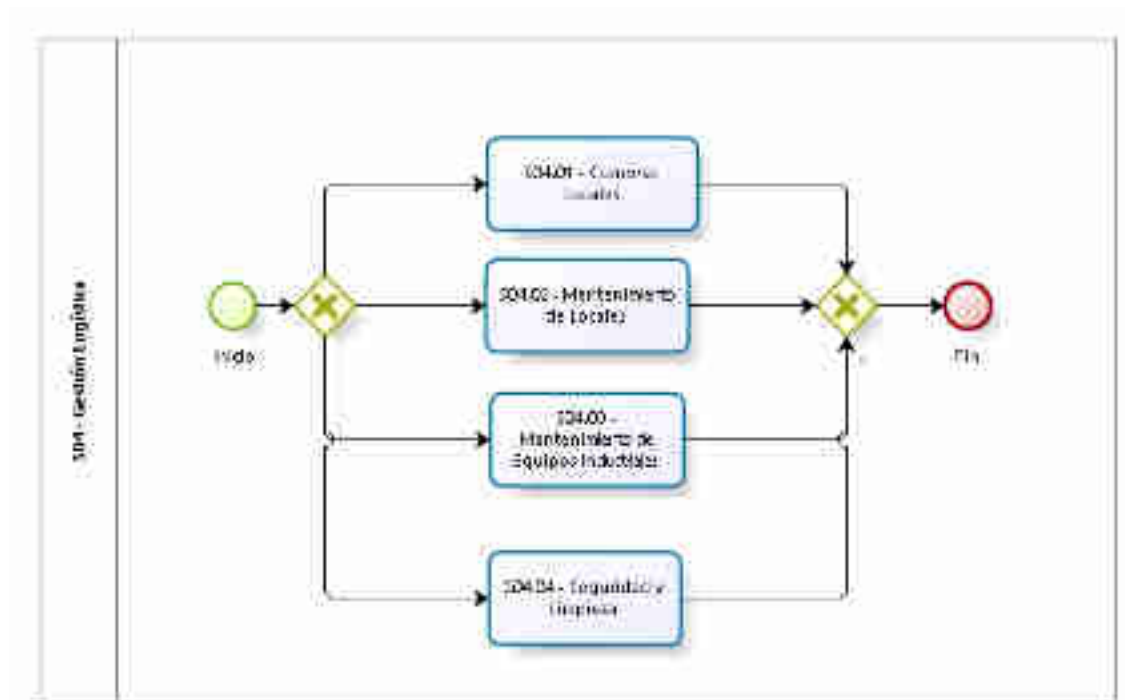 S04 - Gestión Logística
S04.01 - Compras
Locales
S04.02 - Mantenimiento
de Locales
Inicio
Fin
S04.03 -
Mantenimiento de
Equipos Industriales
S04.04 - Seguridad y
Limpieza